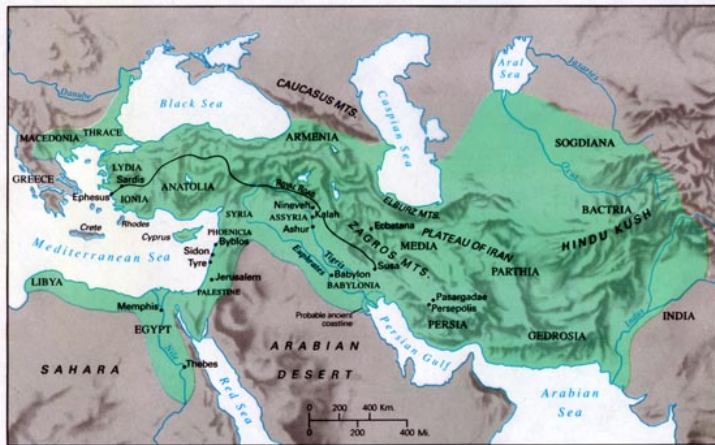 Aral
Sea
Jaxartes
Danube
Black Sea
CAUCASUS MTS.
Caspian Sea
MACEDONIA
THRACE
ARMENIA
SOGDIANA
Oxus
GREECE
LYDIA
Sardis
Ephesus
IONIA
ANATOLIA
Royal Road
Nineveh
Kalah
ASSYRIA
Ashur
ELBURZ MTS.
BACTRIA
HINDU KUSH
Rhodes
Crete
Cyprus
SYRIA
PHOENICIA
Byblos
Ecbatana
MEDIA
PLATEAU OF IRAN
ZAGROS MTS.
Mediterranean Sea
Sidon
Tyre
Euphrates
Tigris
Susa
PARTHIA
Babylon
BABYLONIA
LIBYA
Jerusalem
PALESTINE
Memphis
EGYPT
Pasargadae
Persepolis
PERSIA
GEDROSIA
Indus
INDIA
Probable ancient
coastline
Persian Gulf
ARABIAN
DESERT
SAHARA
Nile
Thebes
Red Sea
Arabian
Sea
0 200 400 Km.
0 200 400 Mi.